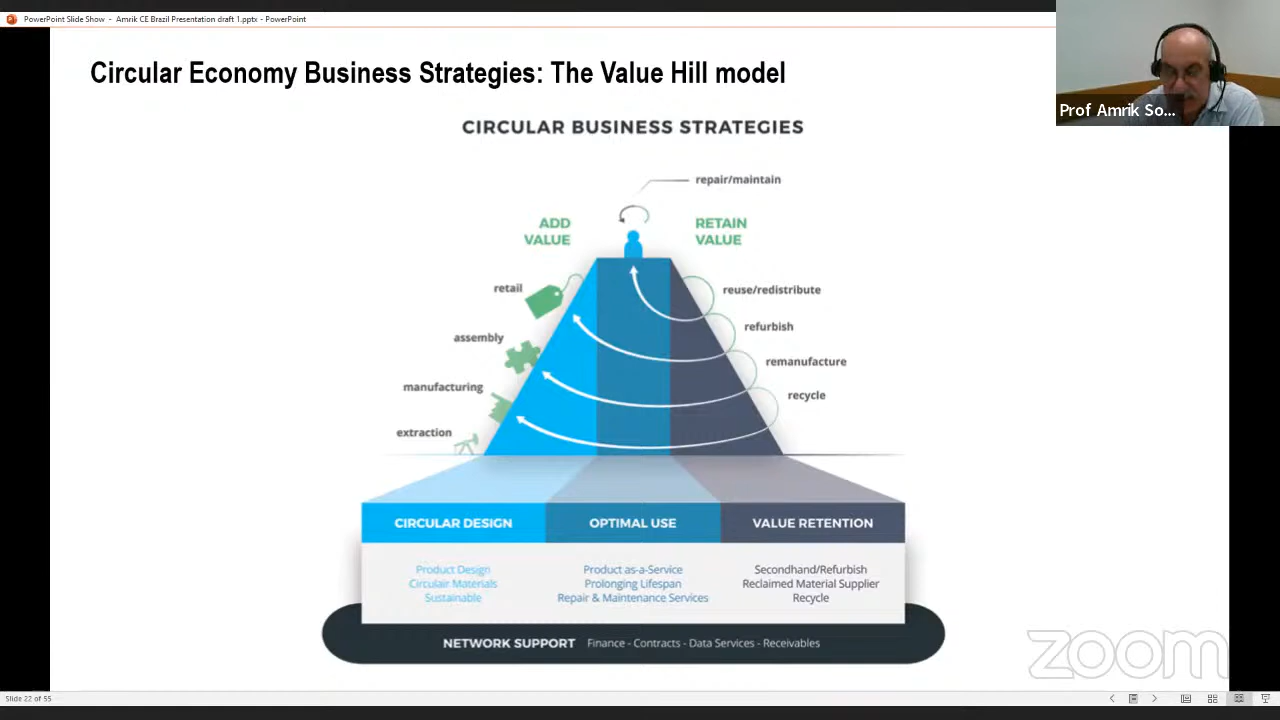 PowerPoint Slide Show - Amrik CE Brazil Presentation draft 1.pptx - PowerPoint
Circular Economy Business Strategies: The Value Hill model
Prof Amrik So...
CIRCULAR BUSINESS STRATEGIES
repair/maintain
ADD
VALUE
RETAIN
VALUE
retail
reuse/redistribute
assembly
refurbish
manufacturing
remanufacture
extraction
recycle
CIRCULAR DESIGN
OPTIMAL USE
VALUE RETENTION
Product Design
Circulair Materials
Sustainable
Product as-a-Service
Prolonging Lifespan
Repair & Maintenance Services
Secondhand/Refurbish
Reclaimed Material Supplier
Recycle
NETWORK SUPPORT Finance - Contracts - Data Services - Receivables
zoom
Slide 22 of 55